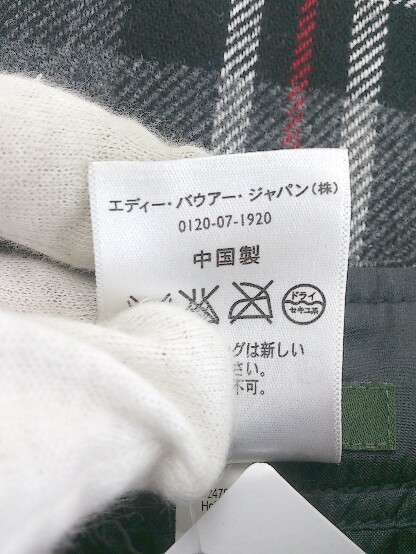 エディー・バウアー・ジャパン(株)
0120-07-1920
中国製
ドライ
セキユ系
グは新しい
さい。
不可。